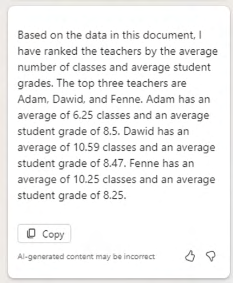 Based on the data in this document, I
have ranked the teachers by the average
number of classes and average student
grades. The top three teachers are
Adam, Dawid, and Fenne. Adam has an
average of 6.25 classes and an average
student grade of 8.5. Dawid has an
average of 10.59 classes and an average
student grade of 8.47. Fenne has an
average of 10.25 classes and an average
student grade of 8.25.
Copy
AI-generated content may be incorrect